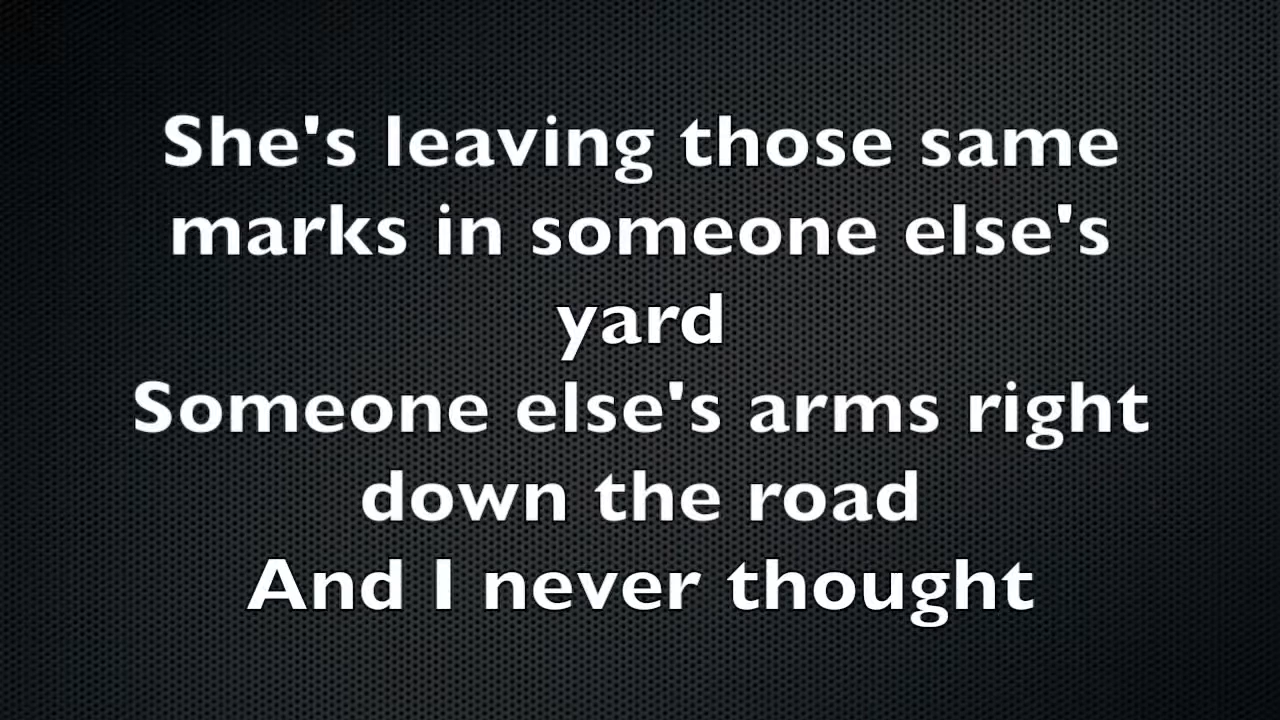 She's leaving those same
marks in someone else's
yard
Someone else's arms right
down the road
And I never thought